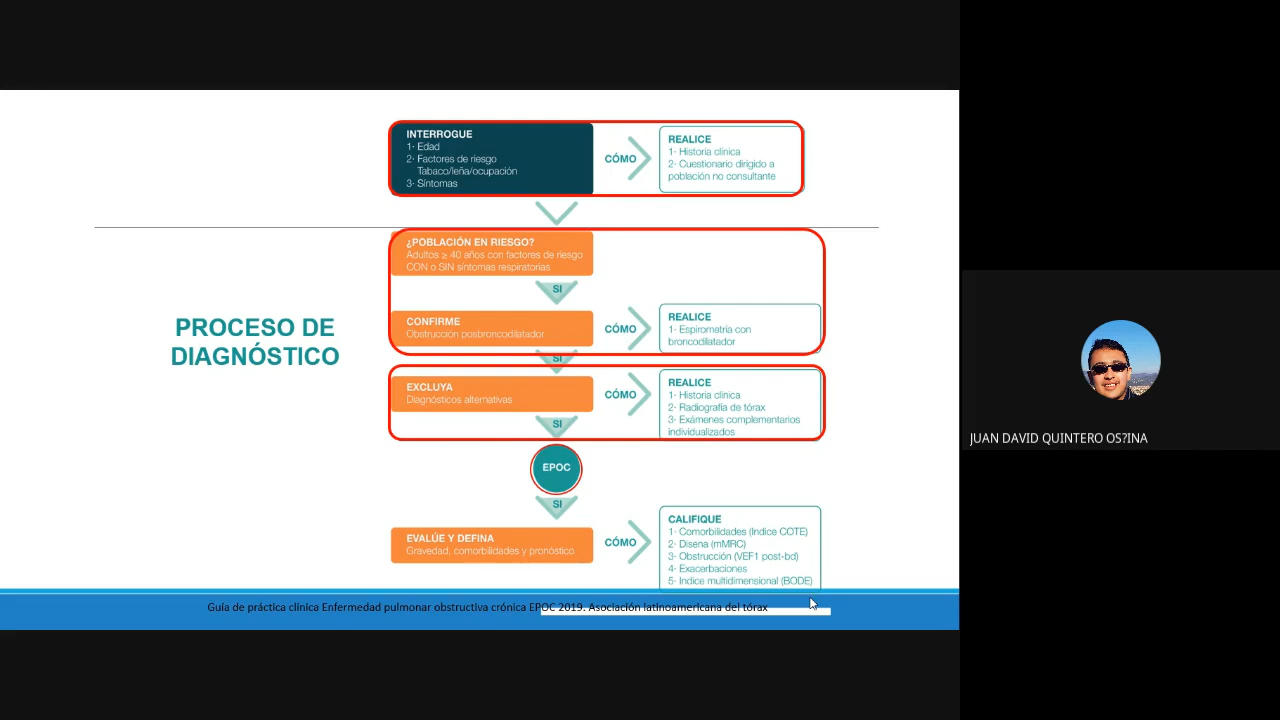 INTERROGUE
1- Edad
2- Factores de riesgo
Tabaco/leña/ocupación
3- Síntomas
CÓMO
REALICE
1- Historia clínica
2- Cuestionario dirigido a
población no consultante
¿POBLACIÓN EN RIESGO?
Adultos ≥ 40 años con factores de riesgo
CON o SIN síntomas respiratorias
SI
CONFIRME
Obstrucción posbroncodilatador
CÓMO
REALICE
1- Espirometría con
broncodilatador
SI
PROCESO DE
DIAGNÓSTICO
EXCLUYA
Diagnósticos alternativas
CÓMO
REALICE
1- Historia clínica
2- Radiografía de tórax
3- Exámenes complementarios
individualizados
SI
EPOC
SI
EVALÚE Y DEFINA
Gravedad, comorbilidades y pronóstico
CÓMO
CALIFIQUE
1- Comorbilidades (Indice COTE)
2- Disena (mMRC)
3- Obstrucción (VEF1 post-bd)
4- Exacerbaciones
5- Indice multidimensional (BODE)
Guía de práctica clínica Enfermedad pulmonar obstructiva crónica EPOC 2019. Asociación latinoamericana del tórax
JUAN DAVID QUINTERO OS?INA